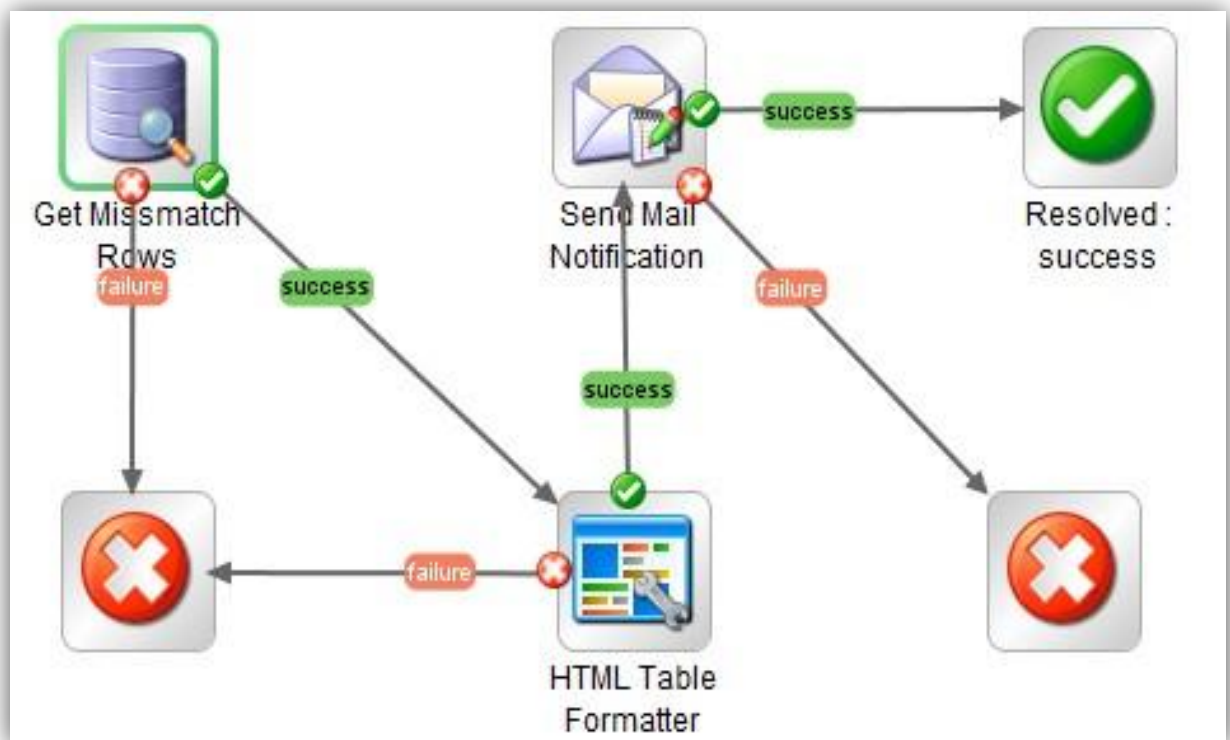 Get Missmatch
Rows
failure
success
Send Mail
Notification
success
failure
success
Resolved :
success
failure
HTML Table
Formatter